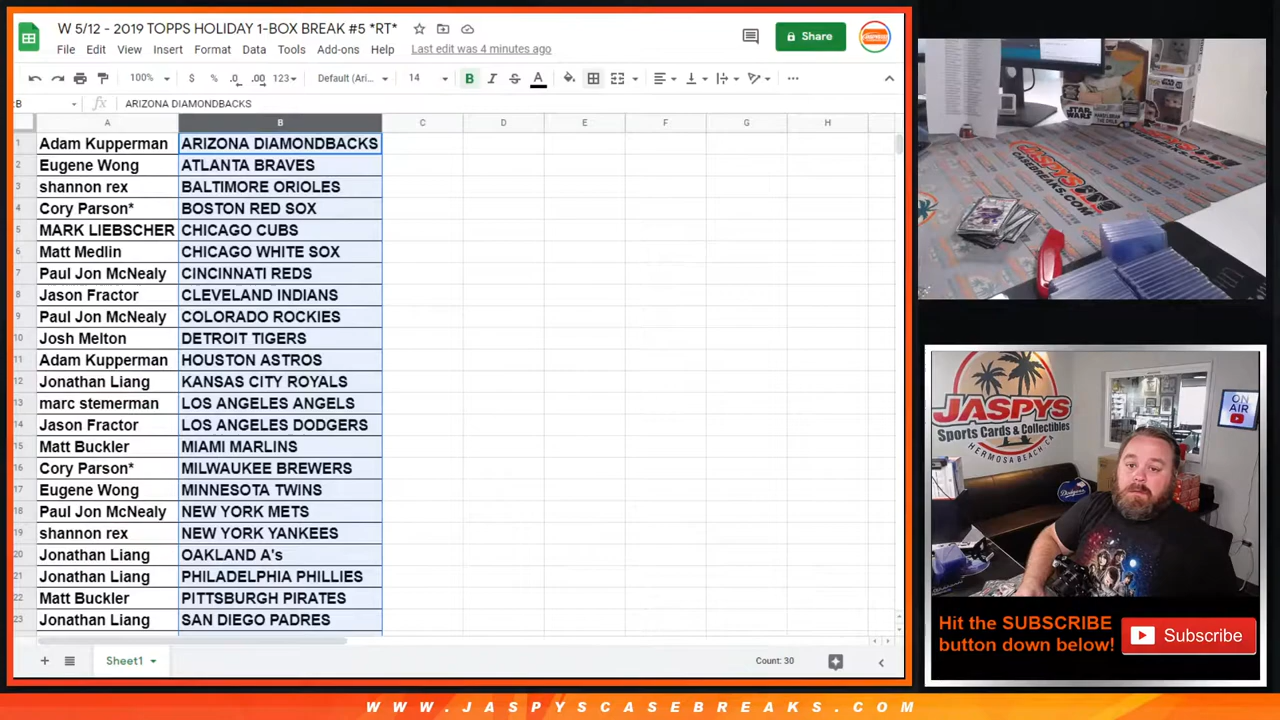 W 5/12 - 2019 TOPPS HOLIDAY 1-BOX BREAK #5 *RT*
Share
File Edit View Insert Format Data Tools Add-ons Help Last edit was 4 minutes ago
100% $ % .0 .00 123 Default (Ari... 14 B I S A
B fx ARIZONA DIAMONDBACKS
A B C D E F G H
1 Adam Kupperman ARIZONA DIAMONDBACKS
2 Eugene Wong ATLANTA BRAVES
3 shannon rex BALTIMORE ORIOLES
4 Cory Parson* BOSTON RED SOX
5 MARK LIEBSCHER CHICAGO CUBS
6 Matt Medlin CHICAGO WHITE SOX
7 Paul Jon McNealy CINCINNATI REDS
8 Jason Fractor CLEVELAND INDIANS
9 Paul Jon McNealy COLORADO ROCKIES
10 Josh Melton DETROIT TIGERS
11 Adam Kupperman HOUSTON ASTROS
12 Jonathan Liang KANSAS CITY ROYALS
13 marc stemerman LOS ANGELES ANGELS
14 Jason Fractor LOS ANGELES DODGERS
15 Matt Buckler MIAMI MARLINS
16 Cory Parson* MILWAUKEE BREWERS
17 Eugene Wong MINNESOTA TWINS
18 Paul Jon McNealy NEW YORK METS
19 shannon rex NEW YORK YANKEES
20 Jonathan Liang OAKLAND A's
21 Jonathan Liang PHILADELPHIA PHILLIES
22 Matt Buckler PITTSBURGH PIRATES
23 Jonathan Liang SAN DIEGO PADRES
Sheet1
Count: 30
STAR WARS
JASPYS
CASEBREAKS.COM
JASPYS
Sports Cards & Collectibles
HERMOSA BEACH CA
ON AIR
Dodgers
Hit the SUBSCRIBE
button down below!
Subscribe
WWW.JASPYSCASEBREAKS.COM